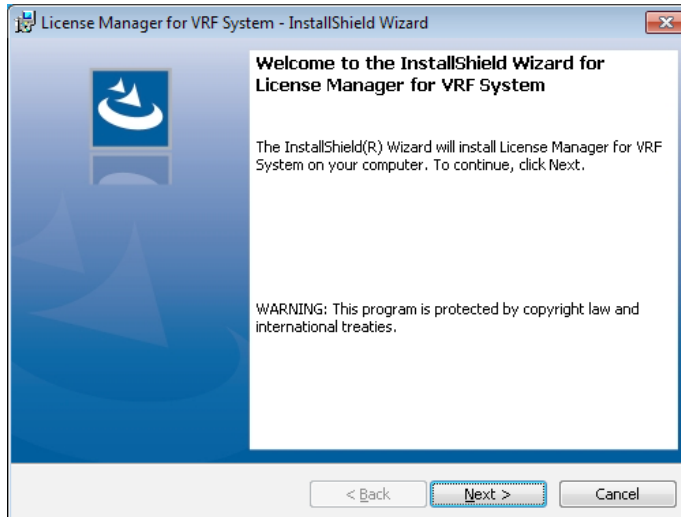 License Manager for VRF System - InstallShield Wizard
Welcome to the InstallShield Wizard for
License Manager for VRF System
The InstallShield(R) Wizard will install License Manager for VRF
System on your computer. To continue, click Next.
WARNING: This program is protected by copyright law and
international treaties.
< Back Next > Cancel